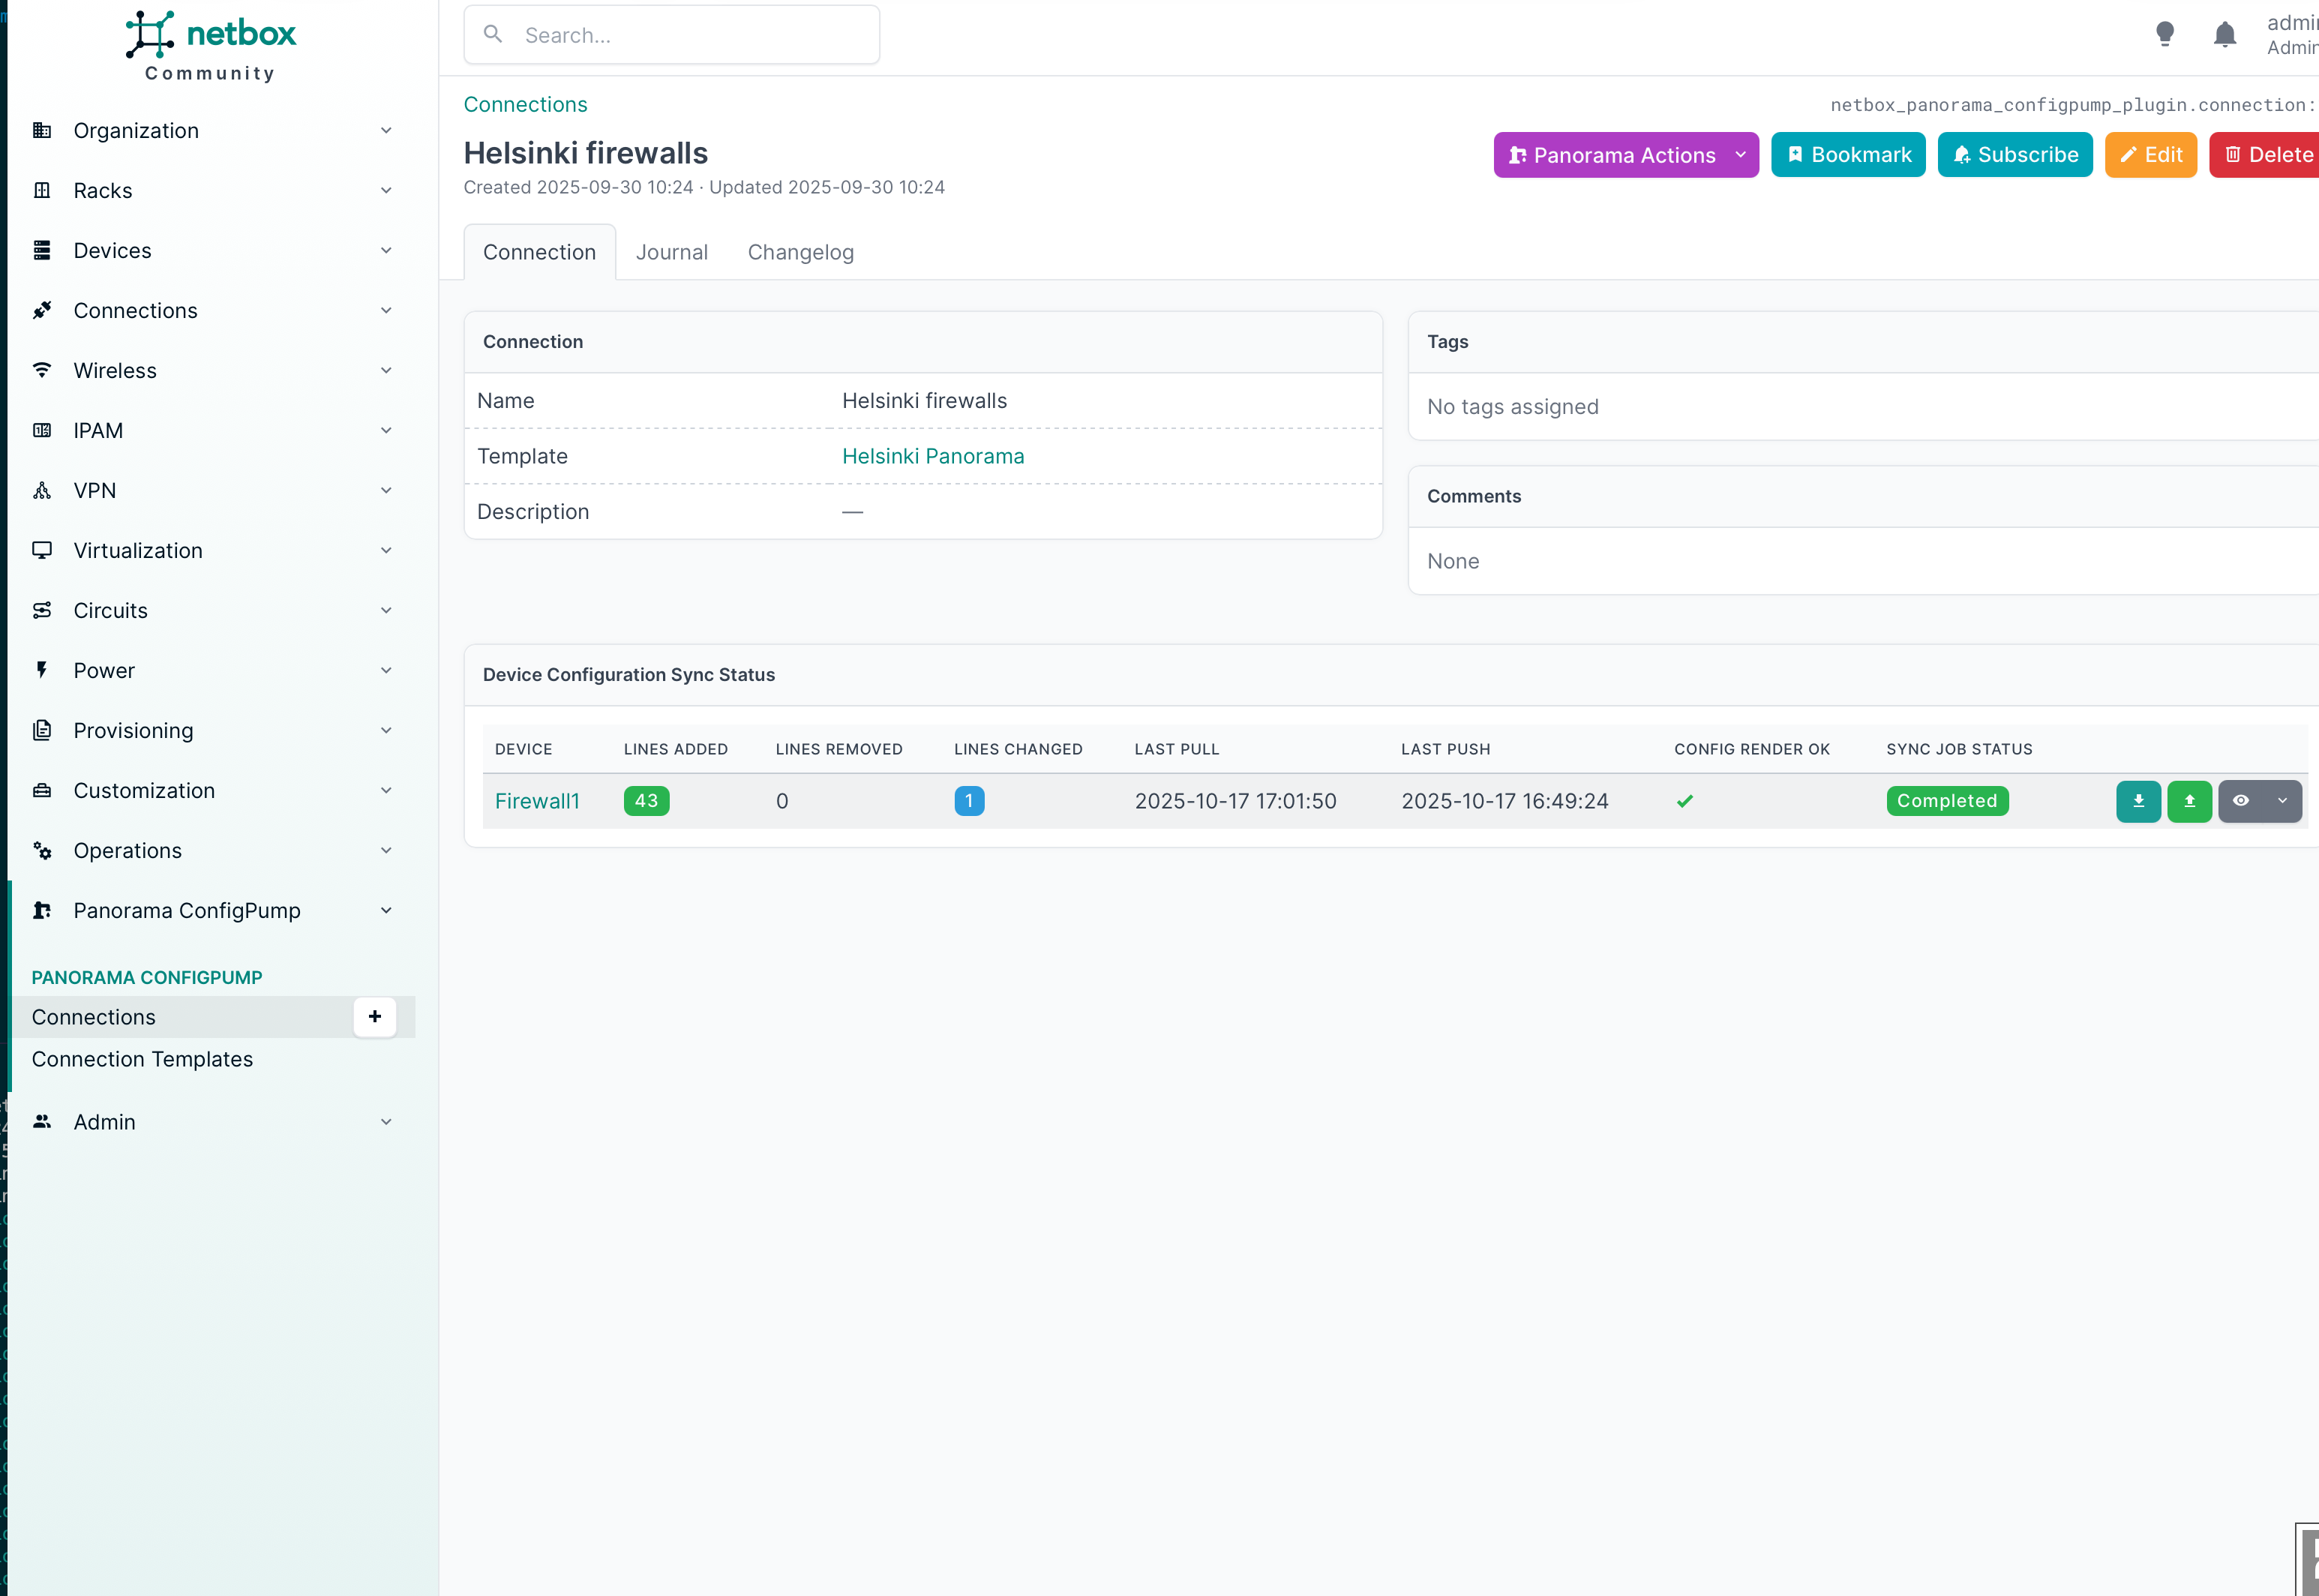 netbox
Community
Search...
admin
Admin
Organization
Racks
Devices
Connections
Wireless
IPAM
VPN
Virtualization
Circuits
Power
Provisioning
Customization
Operations
Panorama ConfigPump
PANORAMA CONFIGPUMP
Connections
+
Connection Templates
Admin
Connections
netbox_panorama_configpump_plugin.connection:
Helsinki firewalls
Created 2025-09-30 10:24 · Updated 2025-09-30 10:24
Panorama Actions
Bookmark
Subscribe
Edit
Delete
Connection Journal Changelog
Connection
Name Helsinki firewalls
Template Helsinki Panorama
Description —
Tags
No tags assigned
Comments
None
Device Configuration Sync Status
DEVICE LINES ADDED LINES REMOVED LINES CHANGED LAST PULL LAST PUSH CONFIG RENDER OK SYNC JOB STATUS
Firewall1 43 0 1 2025-10-17 17:01:50 2025-10-17 16:49:24 Completed